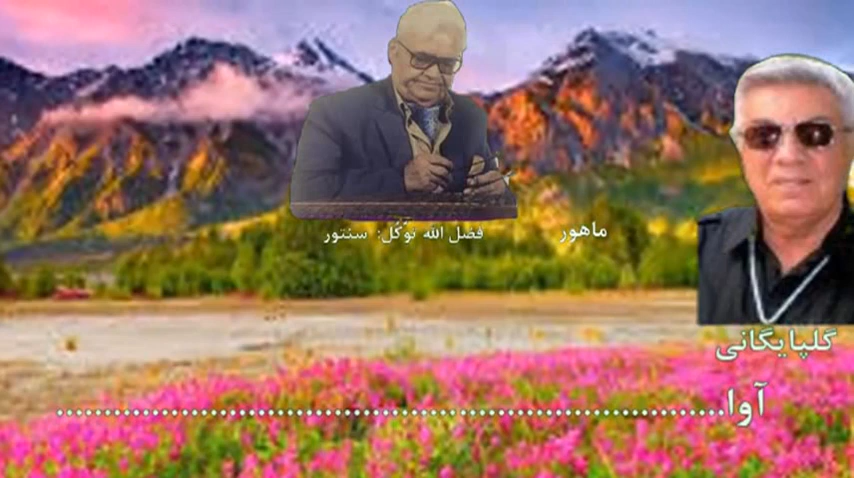 ماهور
فضل الله توکل: سنتور
گلپایگانی
آوا......................................................................